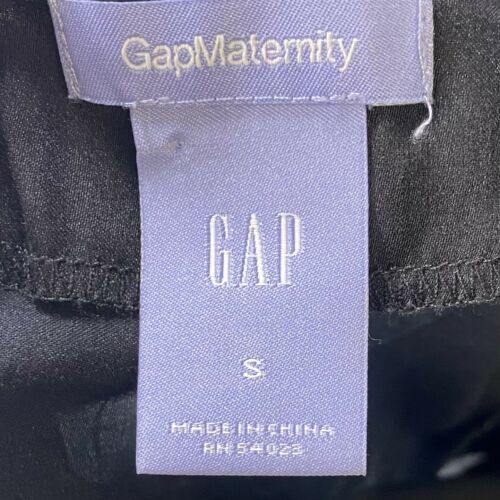 GapMaternity
GAP
S
MADE IN CHINA
RN 54023